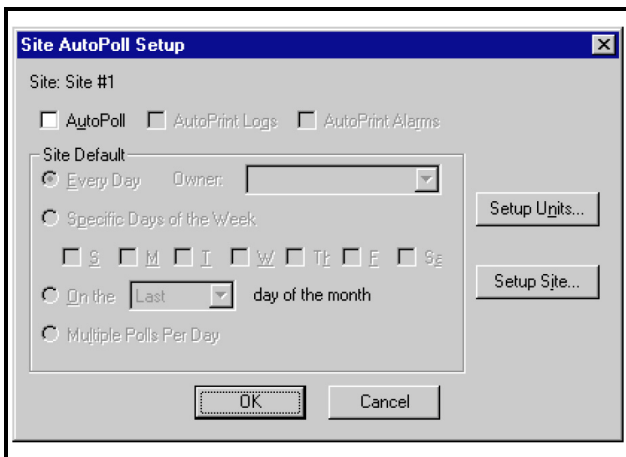 Site AutoPoll Setup
Site: Site #1
AutoPoll AutoPrint Logs AutoPrint Alarms
Site Default
Every Day Owner:
Specific Days of the Week
S M T W Th F Sa
On the Last day of the month
Multiple Polls Per Day
Setup Units...
Setup Site...
OK Cancel